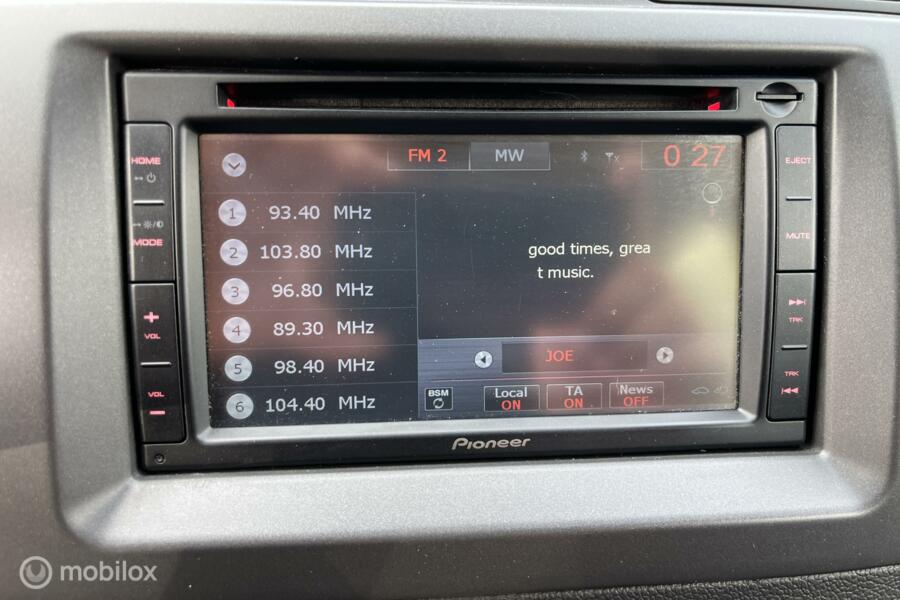 HOME
MODE
+
VOL
VOL
−
FM 2
MW
0 27
1 93.40 MHz
2 103.80 MHz
3 96.80 MHz
4 89.30 MHz
5 98.40 MHz
6 104.40 MHz
good times, grea
t music.
JOE
BSM
Local
ON
TA
ON
News
OFF
EJECT
MUTE
TRK
TRK
Pioneer
mobilox